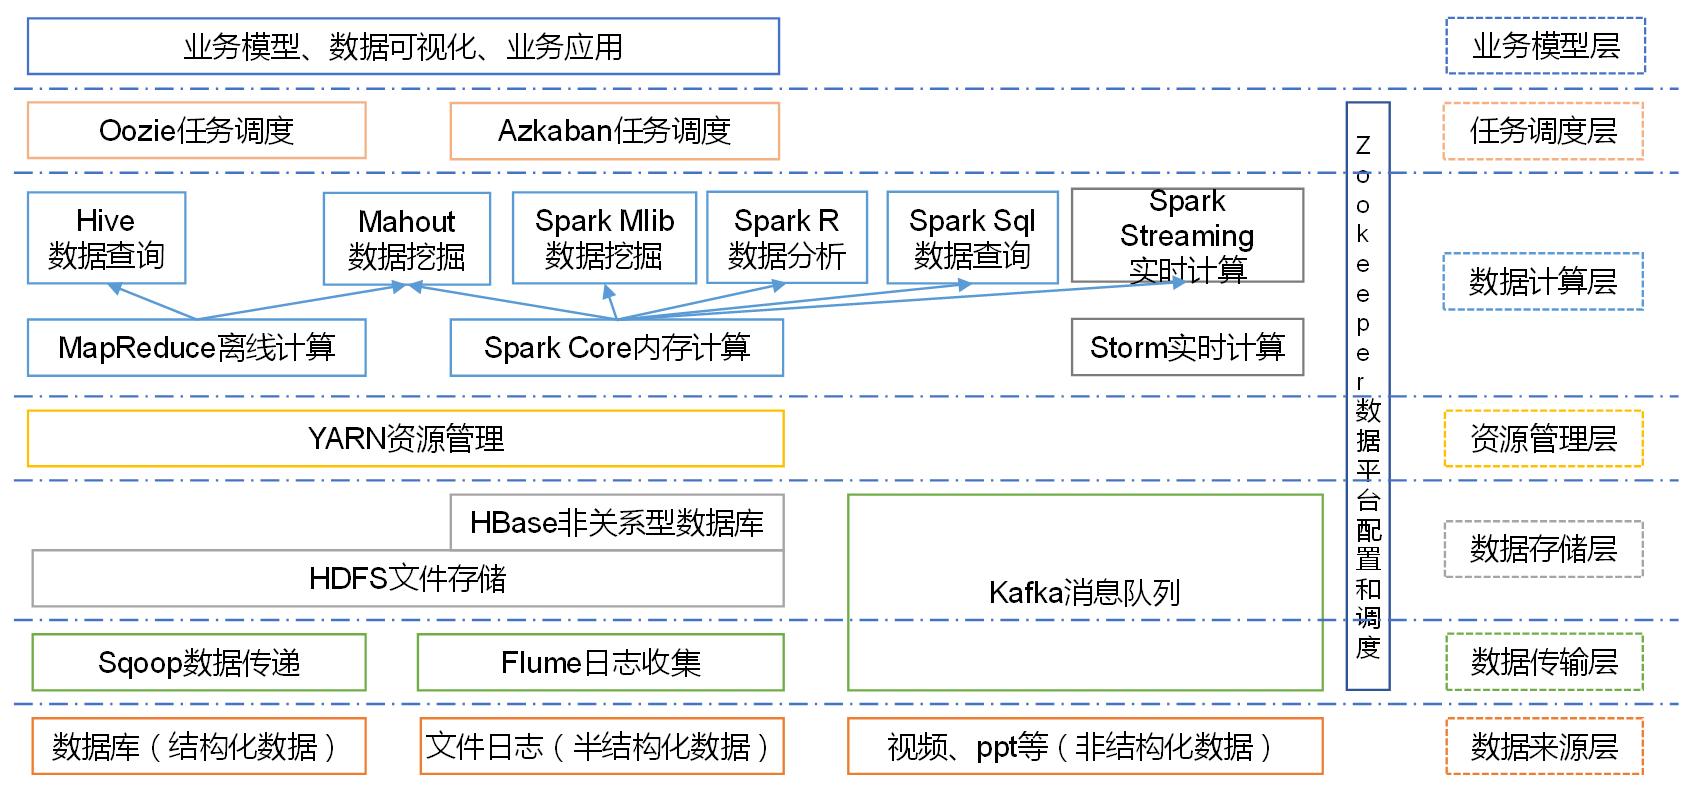 业务模型、数据可视化、业务应用
业务模型层
Oozie任务调度
Azkaban任务调度
任务调度层
Hive
数据查询
Mahout
数据挖掘
Spark Mlib
数据挖掘
Spark R
数据分析
Spark Sql
数据查询
Spark
Streaming
实时计算
MapReduce离线计算
Spark Core内存计算
Storm实时计算
数据计算层
YARN资源管理
资源管理层
HBase非关系型数据库
HDFS文件存储
Kafka消息队列
数据存储层
Sqoop数据传递
Flume日志收集
数据传输层
Zookeeper数据平台配置和调度
数据库（结构化数据）
文件日志（半结构化数据）
视频、ppt等（非结构化数据）
数据来源层